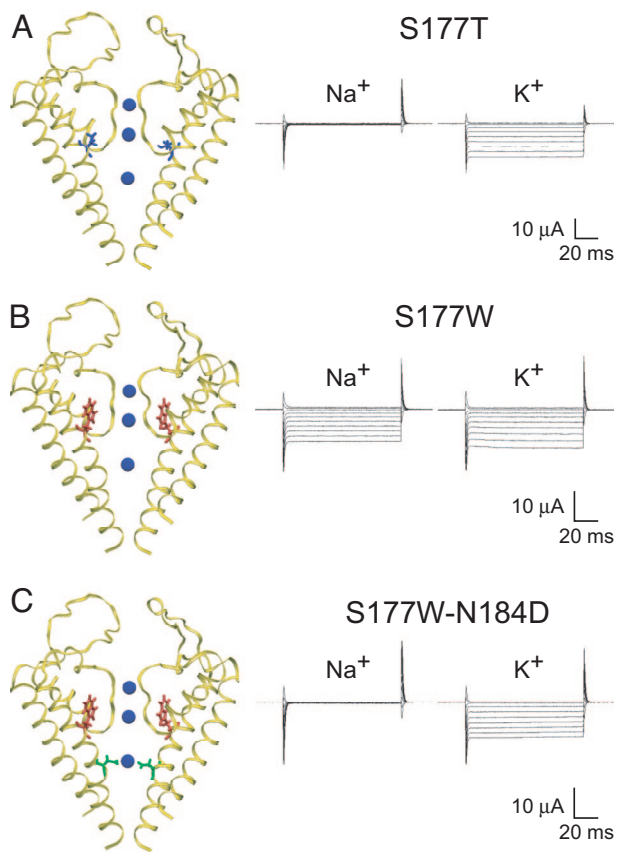 A
S177T
Na+
K+
10 μA
20 ms
B
S177W
Na+
K+
10 μA
20 ms
C
S177W-N184D
Na+
K+
10 μA
20 ms